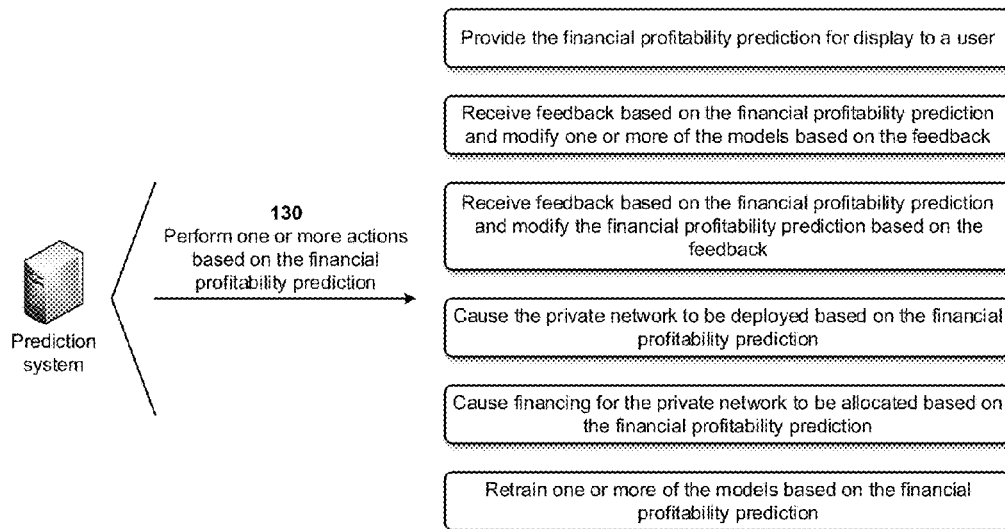 Prediction
system
130
Perform one or more actions
based on the financial
profitability prediction
Provide the financial profitability prediction for display to a user
Receive feedback based on the financial profitability prediction
and modify one or more of the models based on the feedback
Receive feedback based on the financial profitability prediction
and modify the financial profitability prediction based on the
feedback
Cause the private network to be deployed based on the financial
profitability prediction
Cause financing for the private network to be allocated based on
the financial profitability prediction
Retrain one or more of the models based on the financial
profitability prediction